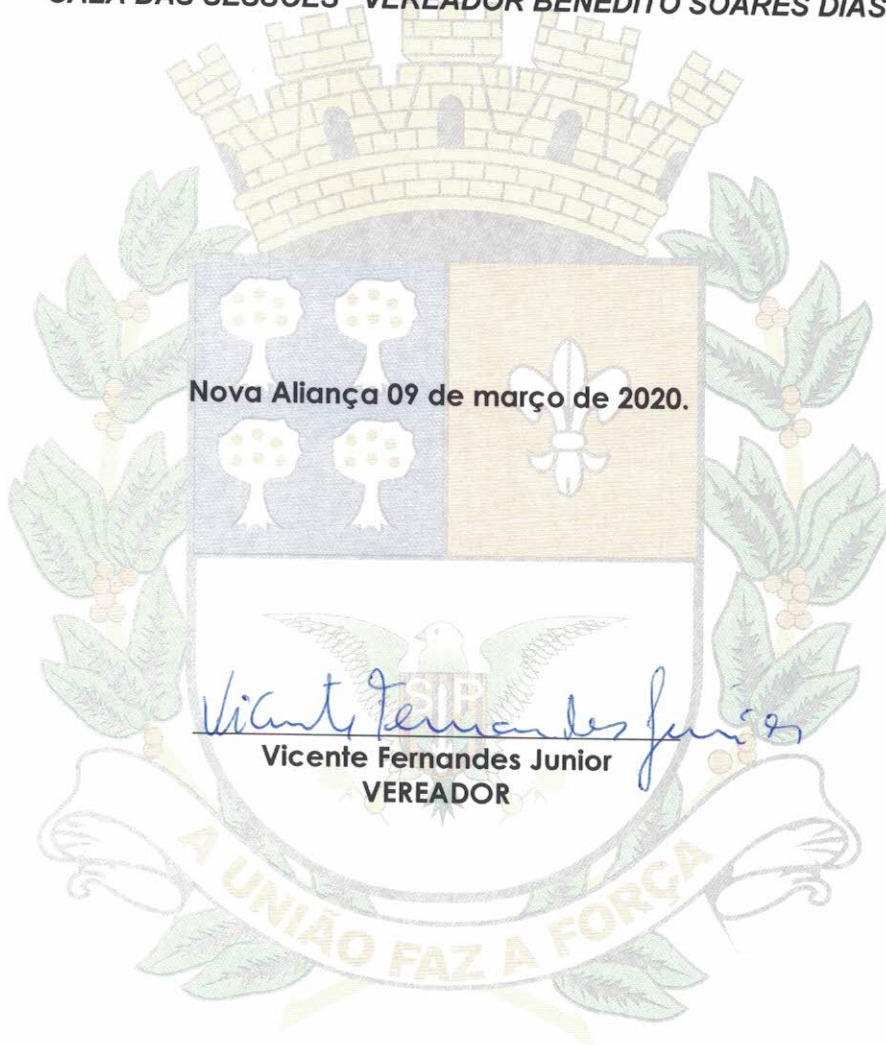 SALA DAS SESSÕES "VEREADOR BENEDITO SOARES DIAS
Nova Aliança 09 de março de 2020.
SP
Vicente Fernandes Junior
Vicente Fernandes Junior
VEREADOR
A UNIÃO FAZ A FORÇA